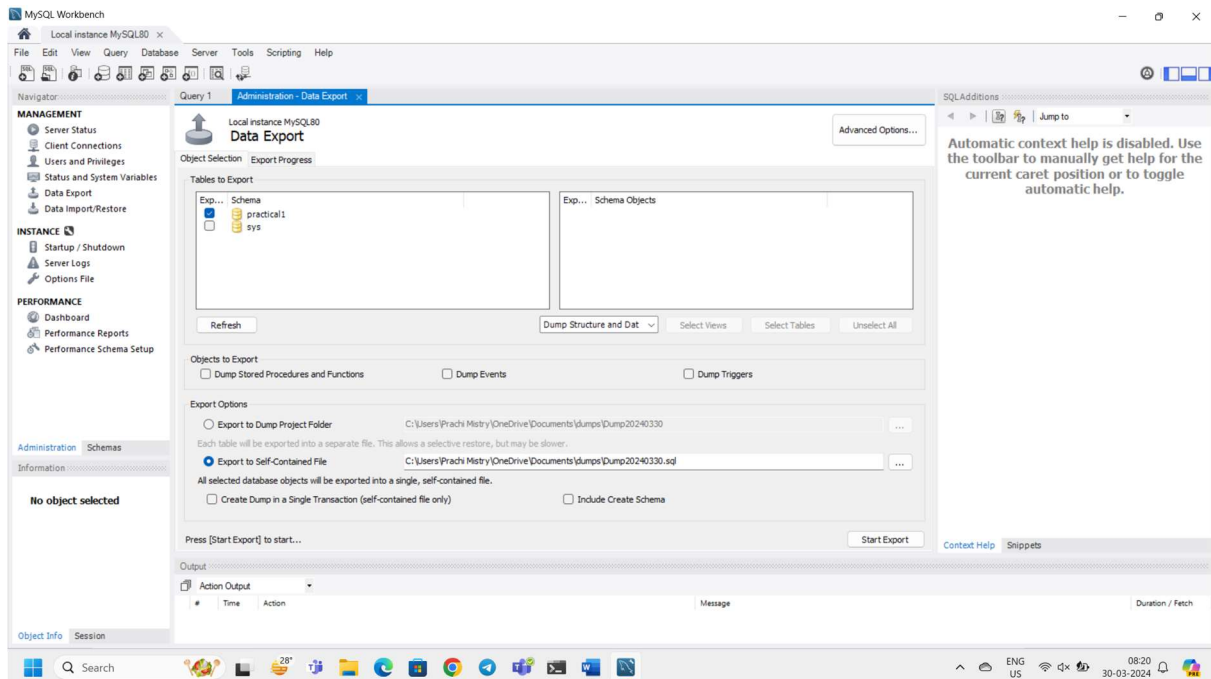 MySQL Workbench
Local instance MySQL80
File Edit View Query Database Server Tools Scripting Help
Navigator
MANAGEMENT
Server Status
Client Connections
Users and Privileges
Status and System Variables
Data Export
Data Import/Restore
INSTANCE
Startup / Shutdown
Server Logs
Options File
PERFORMANCE
Dashboard
Performance Reports
Performance Schema Setup
Administration Schemas
Information
No object selected
Object Info Session
Query 1 Administration - Data Export
Local instance MySQL80
Data Export
Advanced Options...
Object Selection Export Progress
Tables to Export
Exp... Schema
practical1
sys
Exp... Schema Objects
Refresh Dump Structure and Dat Select Views Select Tables Unselect All
Objects to Export
Dump Stored Procedures and Functions Dump Events Dump Triggers
Export Options
Export to Dump Project Folder C:\Users\Prachi Mistry\OneDrive\Documents\dumps\Dump20240330 ...
Each table will be exported into a separate file. This allows a selective restore, but may be slower.
Export to Self-Contained File C:\Users\Prachi Mistry\OneDrive\Documents\dumps\Dump20240330.sql ...
All selected database objects will be exported into a single, self-contained file.
Create Dump in a Single Transaction (self-contained file only) Include Create Schema
Press [Start Export] to start... Start Export
SQLAdditions
Jump to
Automatic context help is disabled. Use
the toolbar to manually get help for the
current caret position or to toggle
automatic help.
Context Help Snippets
Output
Action Output
# Time Action Message Duration / Fetch
Search
28°
ENG
US
08:20
30-03-2024
PRE